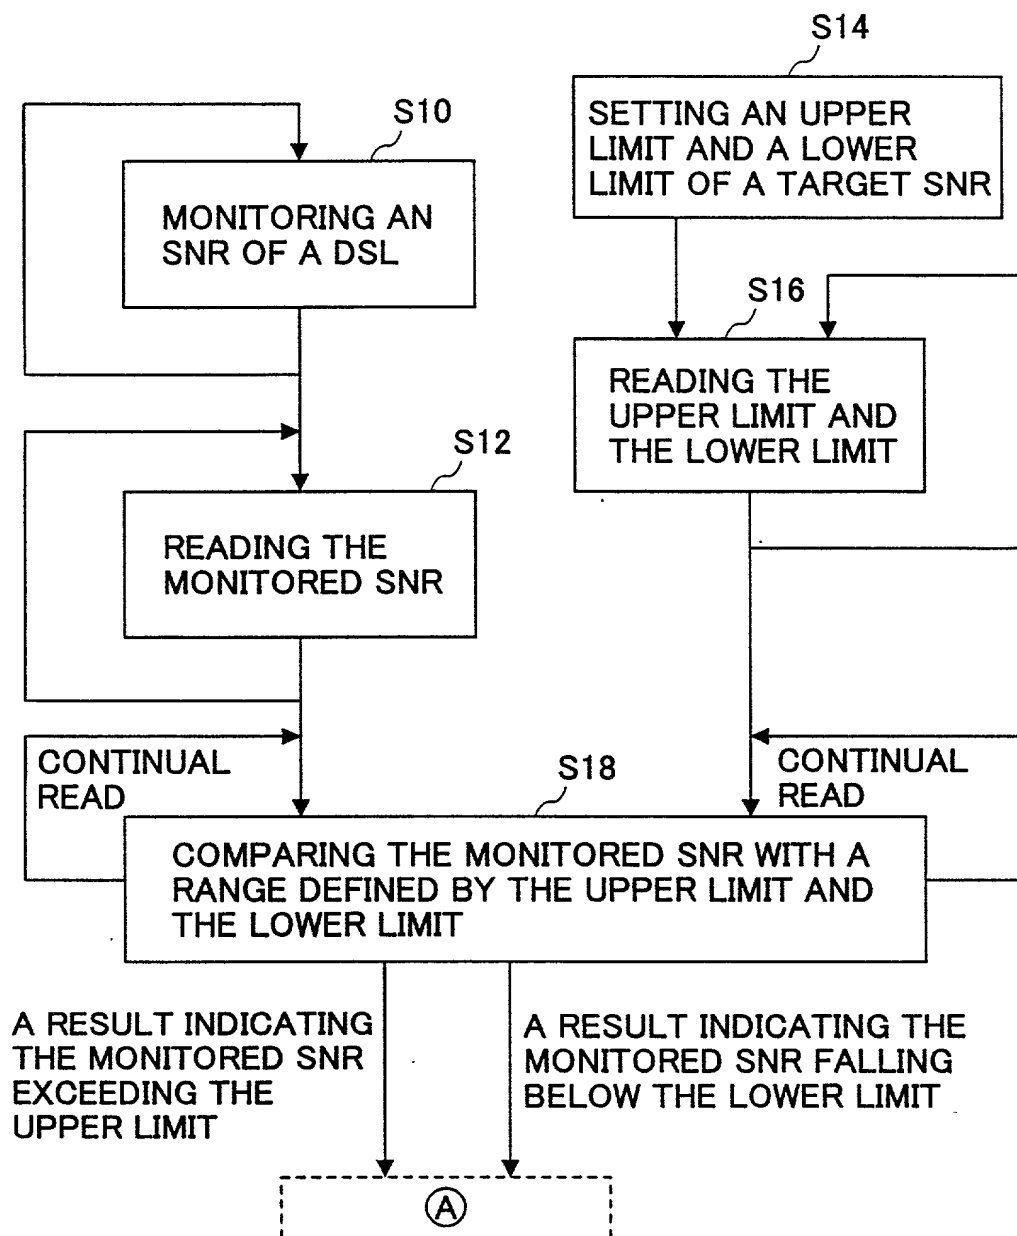 S14
SETTING AN UPPER
LIMIT AND A LOWER
LIMIT OF A TARGET SNR
S10
MONITORING AN
SNR OF A DSL
S16
READING THE
UPPER LIMIT AND
THE LOWER LIMIT
S12
READING THE
MONITORED SNR
CONTINUAL
READ
CONTINUAL
READ
S18
COMPARING THE MONITORED SNR WITH A
RANGE DEFINED BY THE UPPER LIMIT AND
THE LOWER LIMIT
A RESULT INDICATING
THE MONITORED SNR
EXCEEDING THE
UPPER LIMIT
A RESULT INDICATING THE
MONITORED SNR FALLING
BELOW THE LOWER LIMIT
A